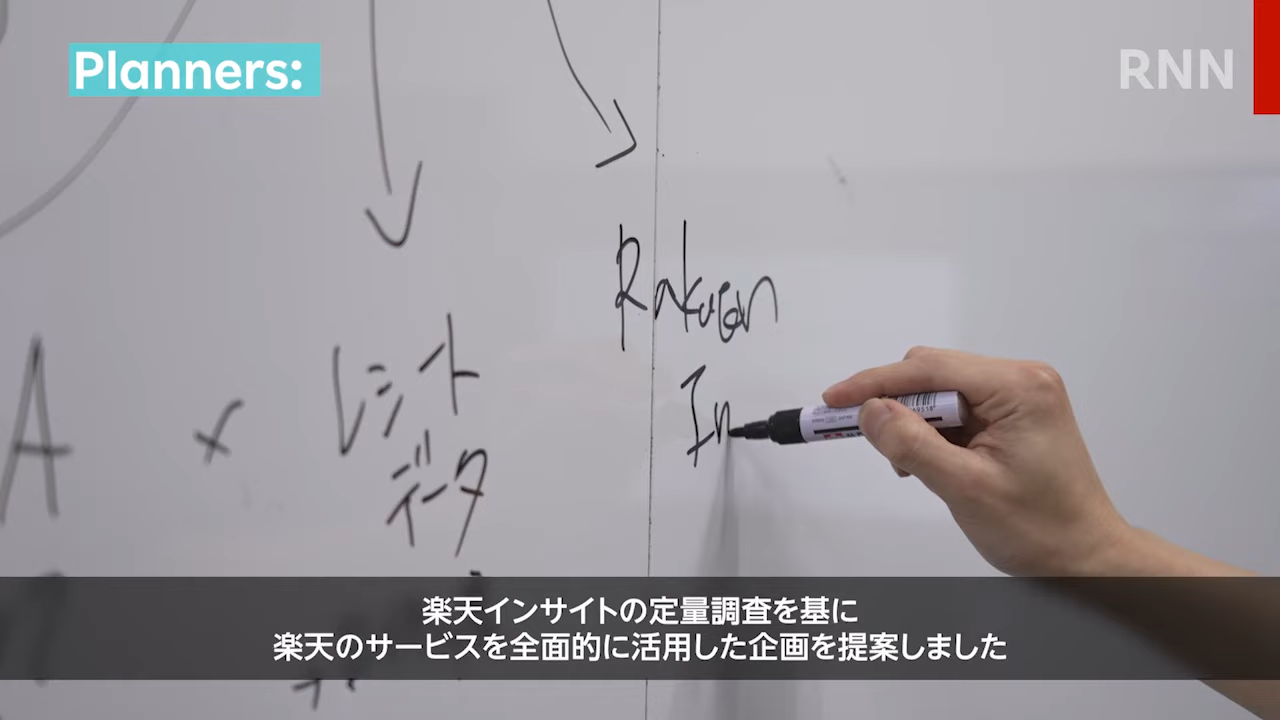 Planners:
RNN
Rakuten
In
A × レシート
データ
楽天インサイトの定量調査を基に
楽天のサービスを全面的に活用した企画を提案しました